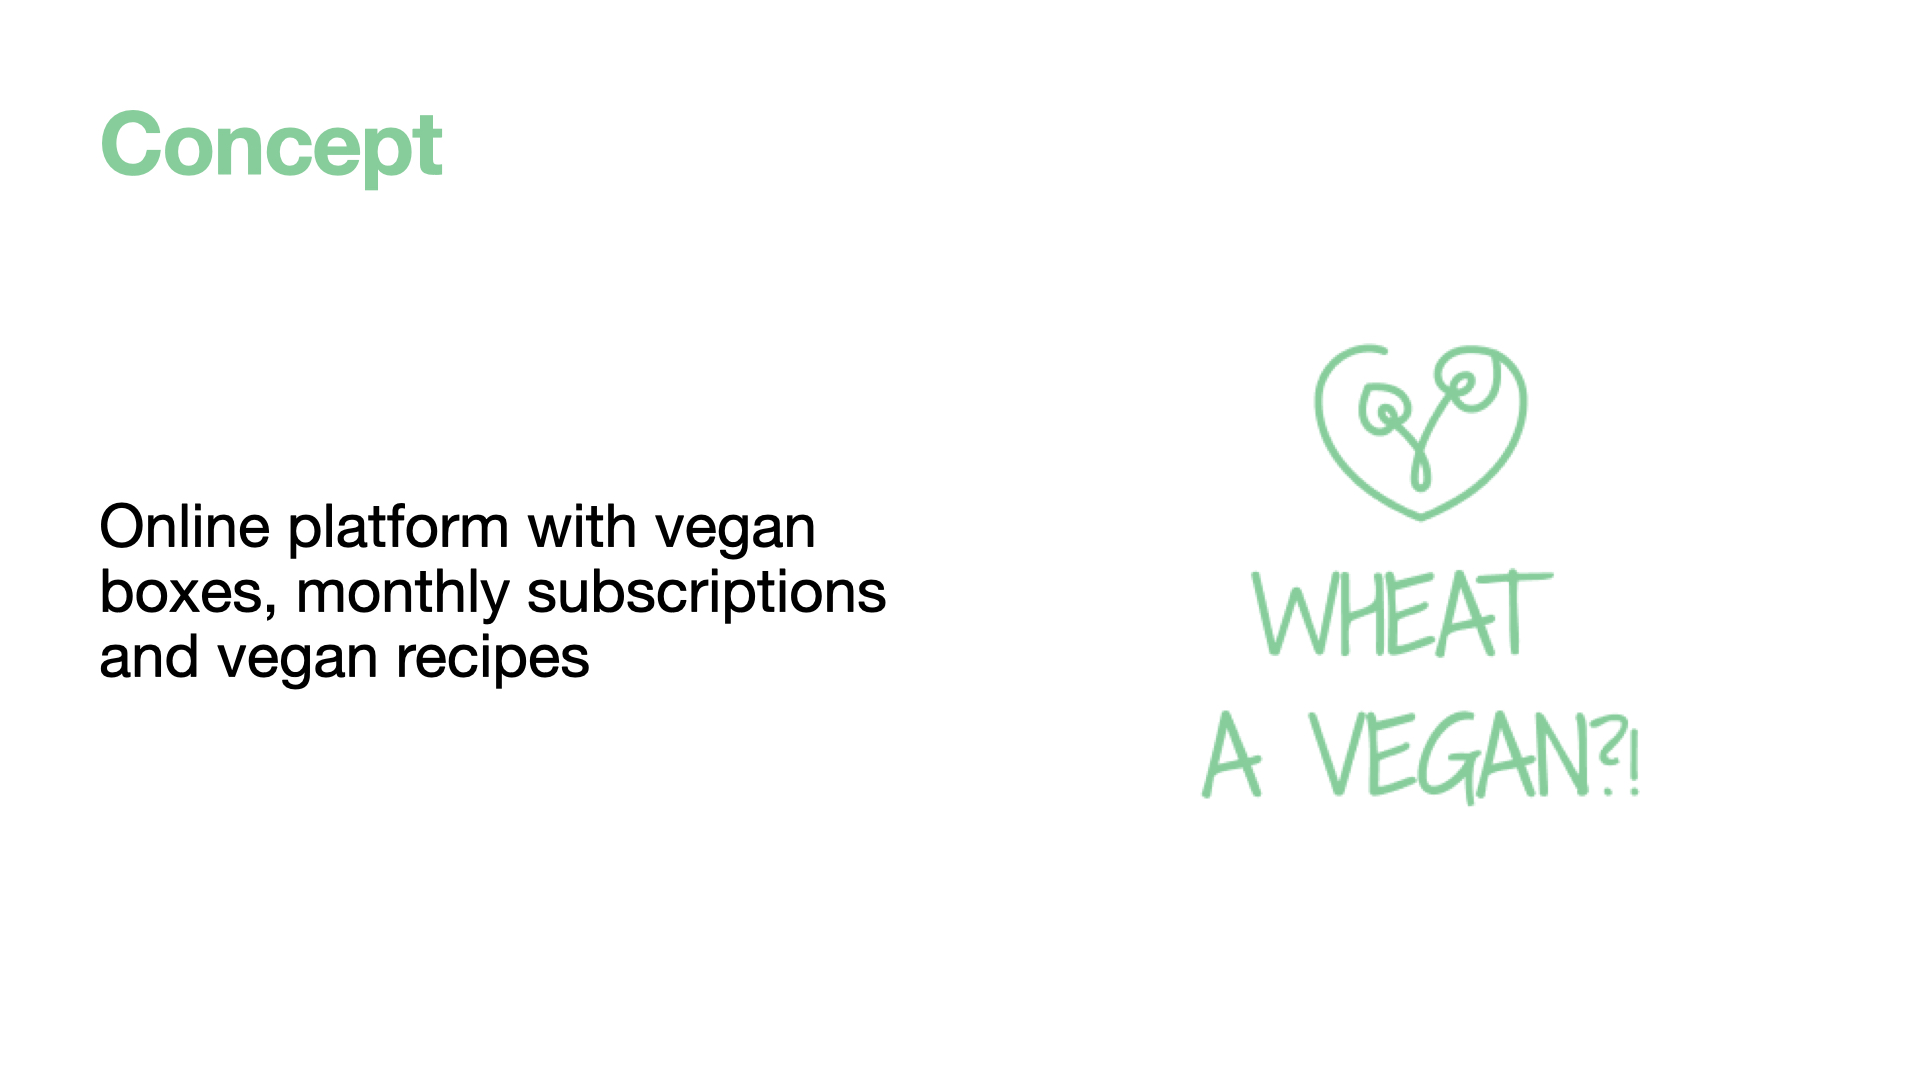 Concept
Online platform with vegan
boxes, monthly subscriptions
and vegan recipes
WHEAT
A VEGAN?!